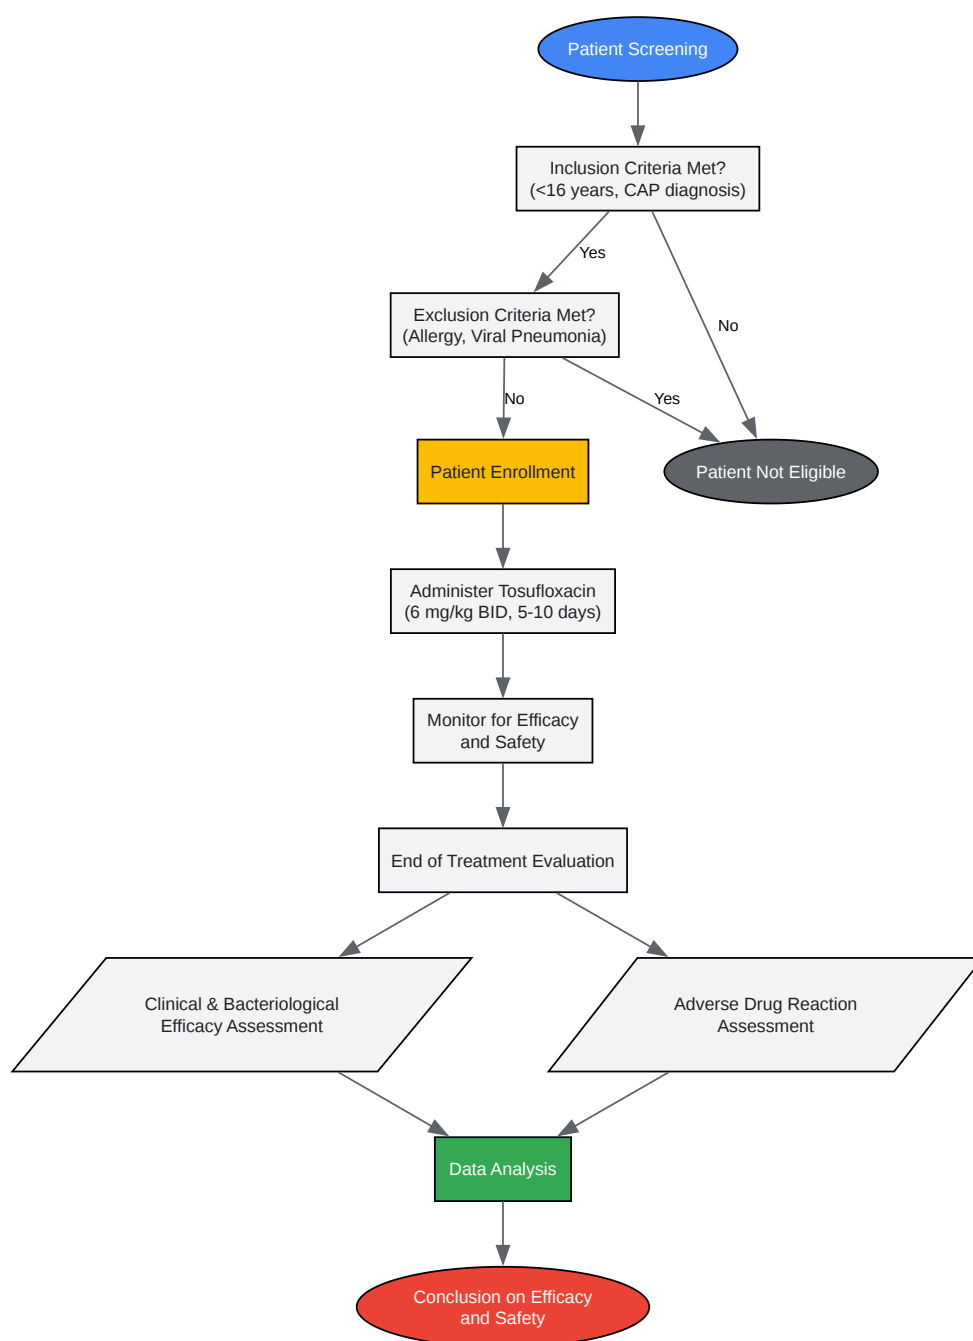 Patient Screening
Inclusion Criteria Met?
(<16 years, CAP diagnosis)
Yes
No
Exclusion Criteria Met?
(Allergy, Viral Pneumonia)
No
Yes
Patient Enrollment
Patient Not Eligible
Administer Tosufloxacin
(6 mg/kg BID, 5-10 days)
Monitor for Efficacy
and Safety
End of Treatment Evaluation
Clinical & Bacteriological
Efficacy Assessment
Adverse Drug Reaction
Assessment
Data Analysis
Conclusion on Efficacy
and Safety